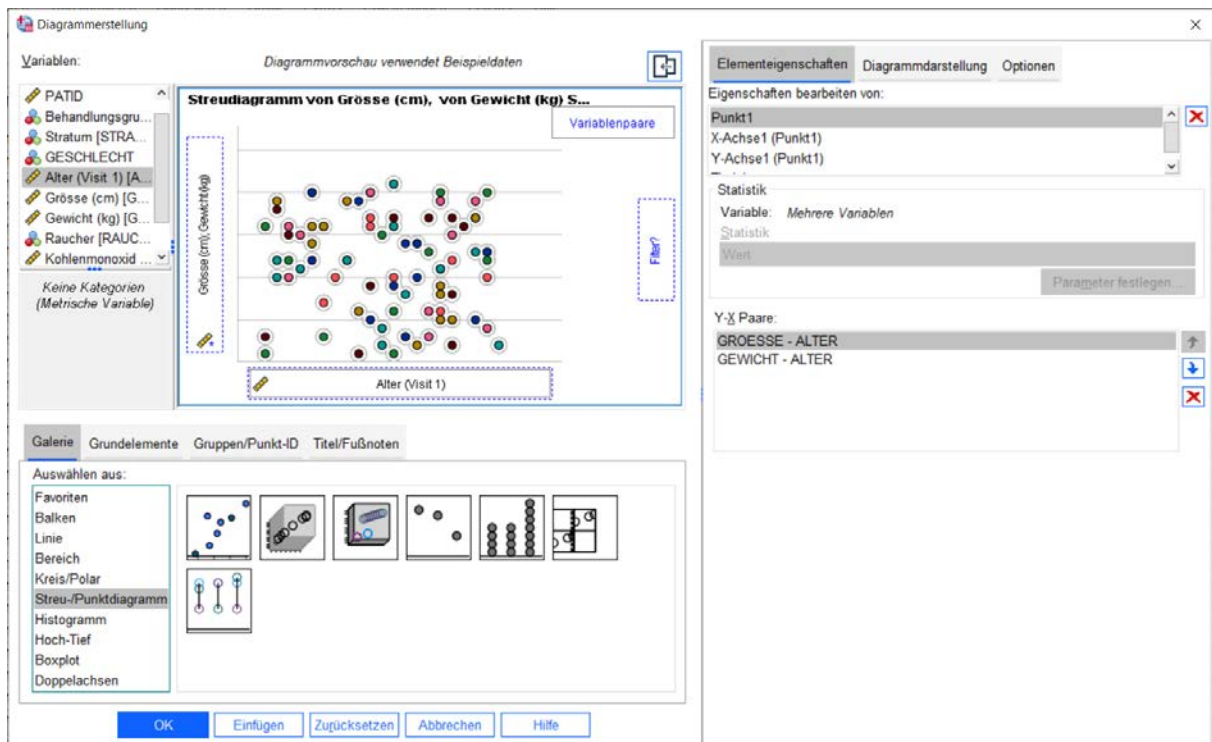 Diagrammerstellung
Variablen:
Diagrammvorschau verwendet Beispieldaten
PATID
Behandlungsgru...
Stratum [STRA...
GESCHLECHT
Alter (Visit 1) [A...
Grösse (cm) [G...
Gewicht (kg) [G...
Raucher [RAUC...
Kohlenmonoxid ...
Keine Kategorien
(Metrische Variable)
Streudiagramm von Grösse (cm), von Gewicht (kg) S...
Variablenpaare
Grösse (cm), Gewicht(kg)
Filter?
Alter (Visit 1)
Galerie Grundelemente Gruppen/Punkt-ID Titel/Fußnoten
Auswählen aus:
Favoriten
Balken
Linie
Bereich
Kreis/Polar
Streu-/Punktdiagramm
Histogramm
Hoch-Tief
Boxplot
Doppelachsen
OK Einfügen Zurücksetzen Abbrechen Hilfe
Elementeigenschaften Diagrammdarstellung Optionen
Eigenschaften bearbeiten von:
Punkt1
X-Achse1 (Punkt1)
Y-Achse1 (Punkt1)
Statistik
Variable: Mehrere Variablen
Statistik
Wert
Parameter festlegen...
Y-X Paare:
GROESSE - ALTER
GEWICHT - ALTER